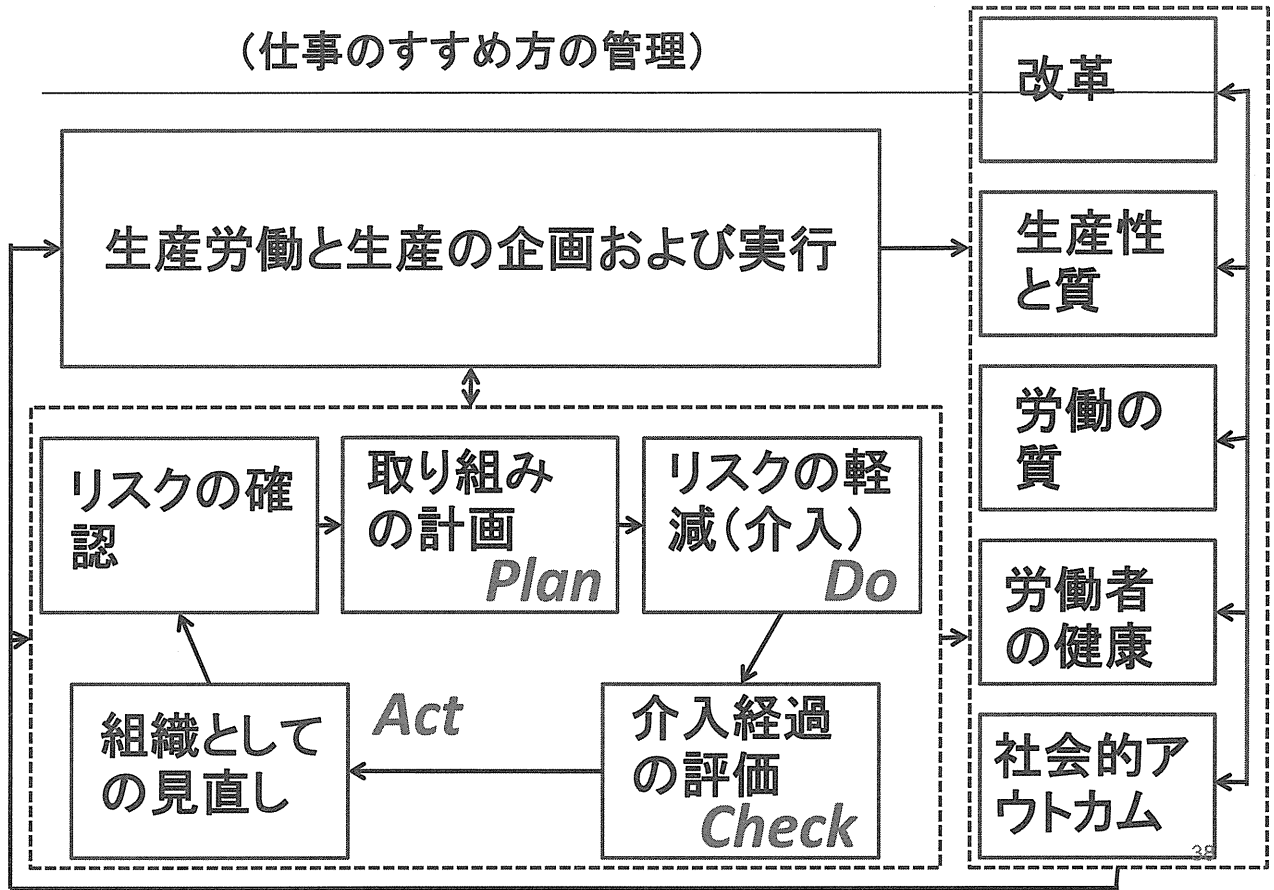 (仕事のすすめ方の管理)
改革
生産労働と生産の企画および実行
生産性
と質
労働の
質
労働者
の健康
社会的ア
ウトカム
リスクの確
認
取り組み
の計画
Plan
リスクの軽
減(介入)
Do
介入経過
の評価
Check
Act
組織として
の見直し
38